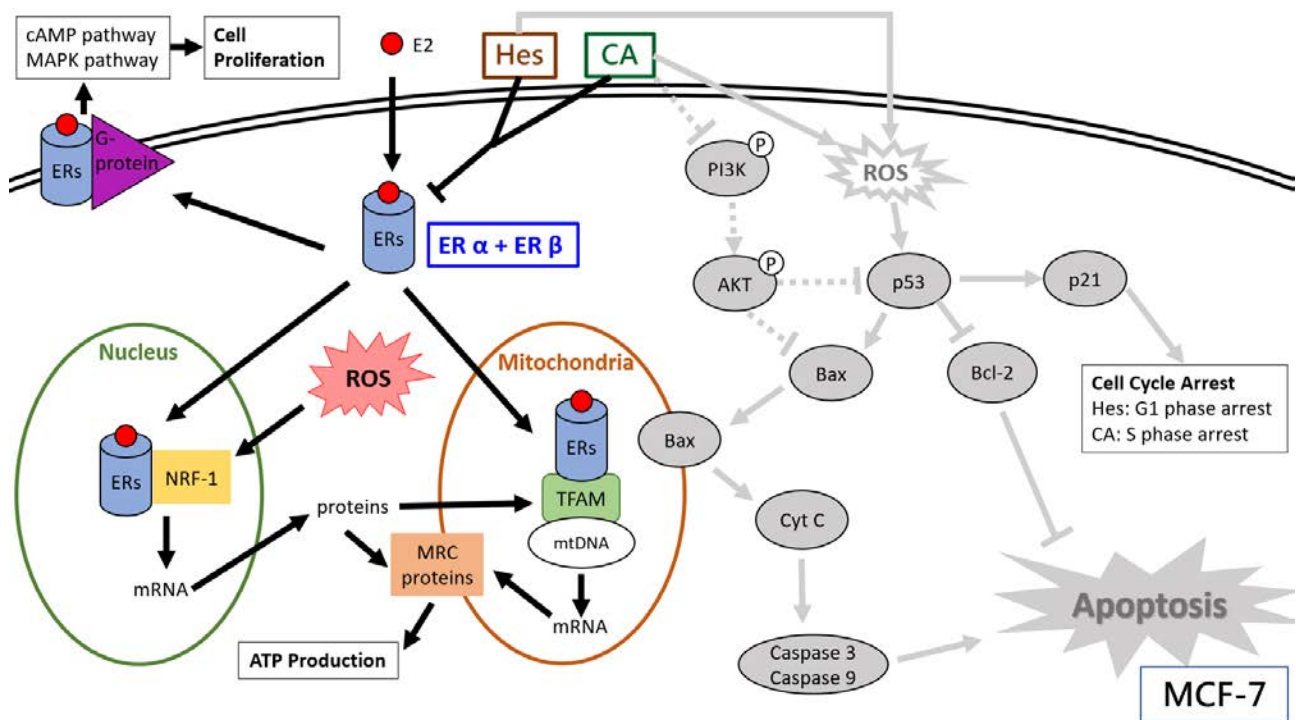 cAMP pathway
MAPK pathway
Cell
Proliferation
E2
Hes
CA
ERs
G-
protein
PI3K
P
ROS
ERs
ER α + ER β
AKT
P
p53
p21
Nucleus
ROS
Mitochondria
Bax
Bcl-2
Cell Cycle Arrest
Hes: G1 phase arrest
CA: S phase arrest
ERs
NRF-1
ERs
TFAM
mtDNA
Bax
proteins
Cyt C
MRC
proteins
mRNA
mRNA
Apoptosis
ATP Production
Caspase 3
Caspase 9
MCF-7